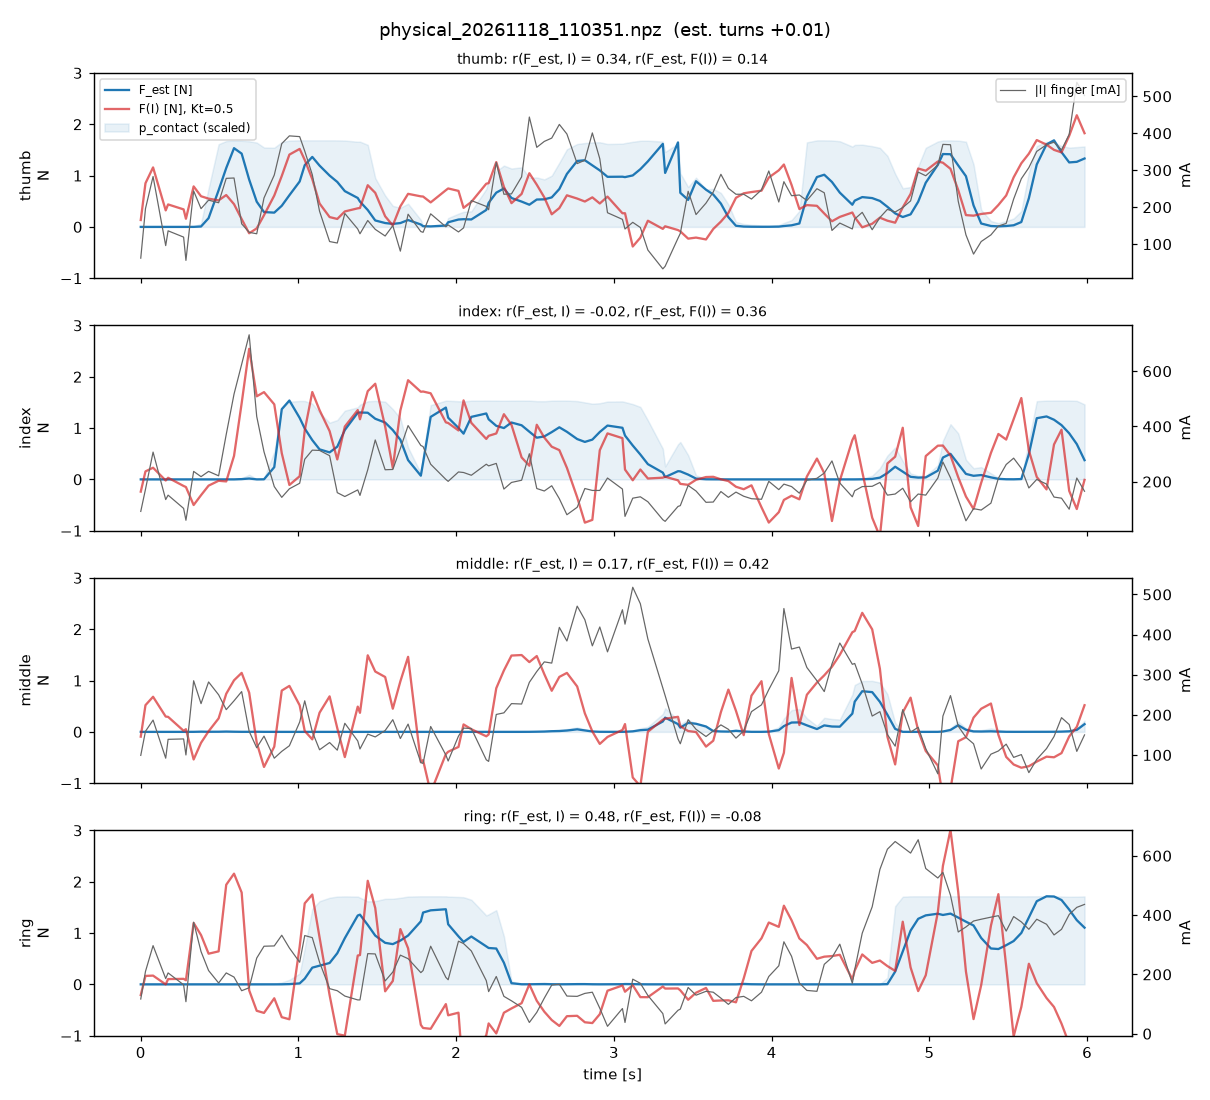 physical_20261118_110351.npz  (est. turns +0.01)
thumb: r(F_est, I) = 0.34, r(F_est, F(I)) = 0.14
3
2
1
0
−1
thumb
N
F_est [N]
F(I) [N], Kt=0.5
p_contact (scaled)
|I| finger [mA]
500
400
300
200
100
mA
index: r(F_est, I) = -0.02, r(F_est, F(I)) = 0.36
3
2
1
0
−1
index
N
600
400
200
mA
middle: r(F_est, I) = 0.17, r(F_est, F(I)) = 0.42
3
2
1
0
−1
middle
N
500
400
300
200
100
mA
ring: r(F_est, I) = 0.48, r(F_est, F(I)) = -0.08
3
2
1
0
−1
ring
N
600
400
200
0
mA
0 1 2 3 4 5 6
time [s]